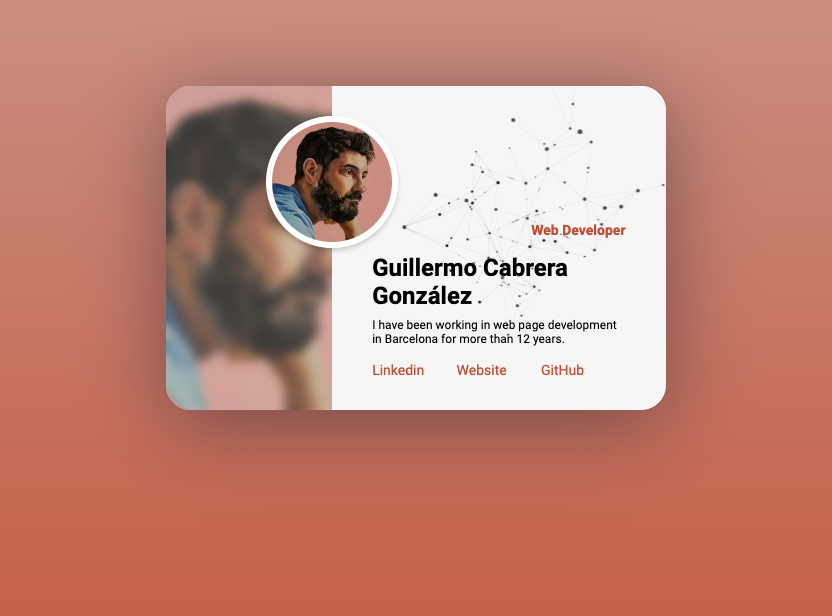 Web Developer
Guillermo Cabrera
González
I have been working in web page development
in Barcelona for more than 12 years.
Linkedin Website GitHub